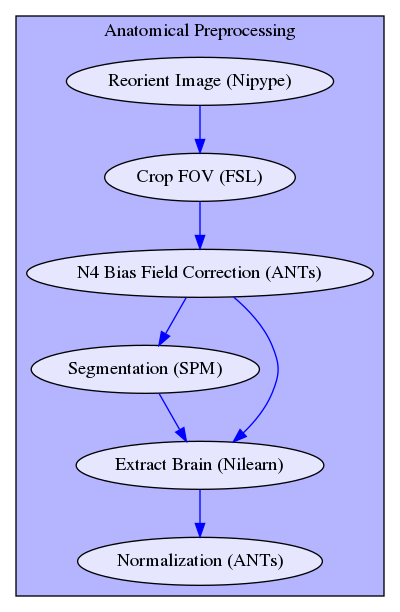 Anatomical Preprocessing
Reorient Image (Nipype)
Crop FOV (FSL)
N4 Bias Field Correction (ANTs)
Segmentation (SPM)
Extract Brain (Nilearn)
Normalization (ANTs)